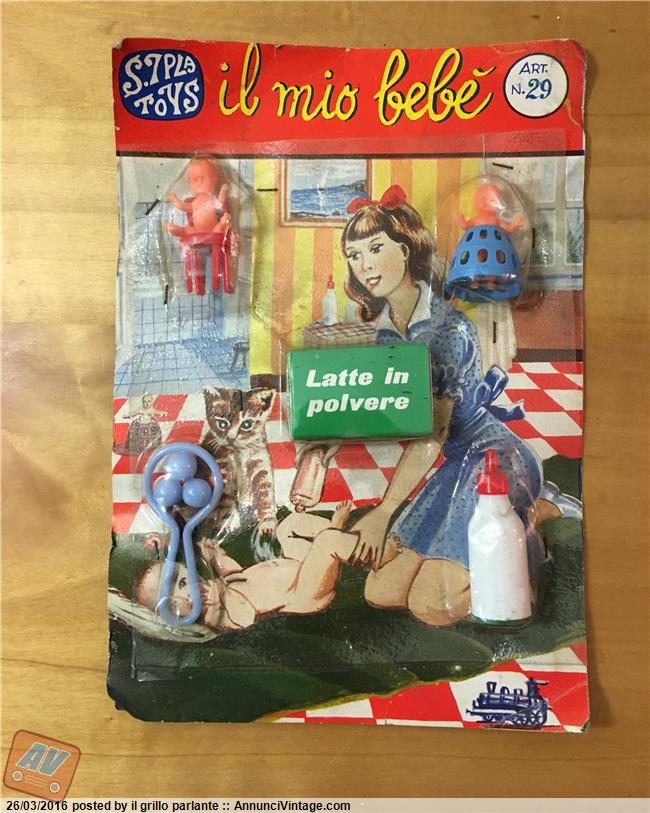 S.7PLA
TOYS
il mio bebè
ART.
N. 29
Latte in
polvere
AV
26/03/2016 posted by il grillo parlante :: AnnunciVintage.com